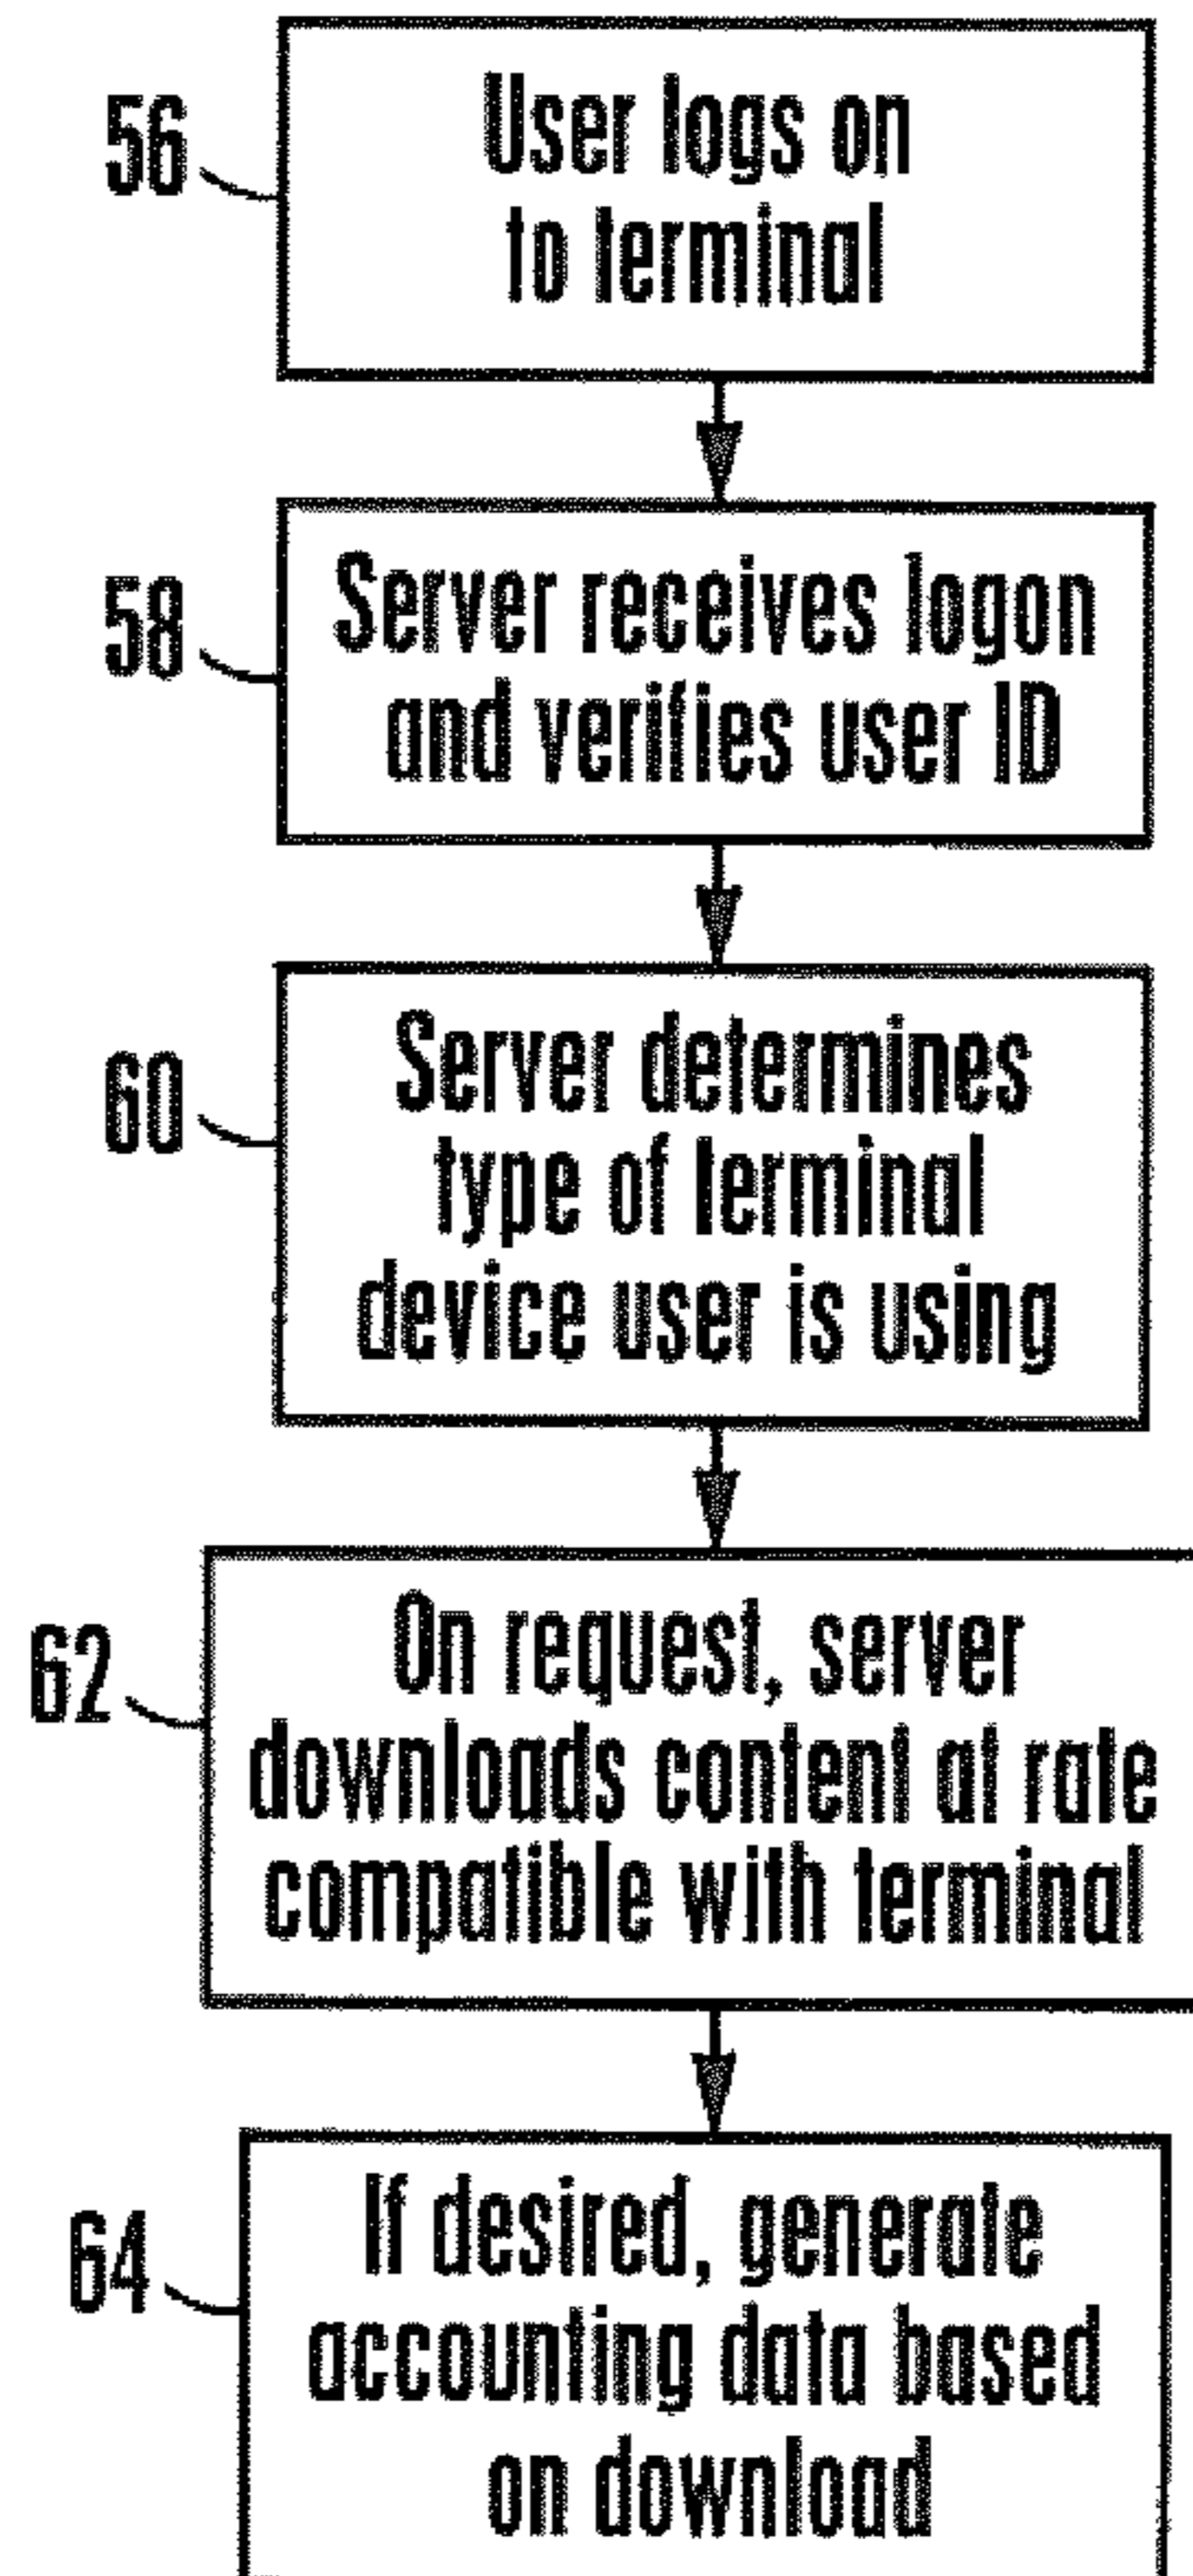 56
User logs on
to terminal
58
Server receives logon
and verifies user ID
60
Server determines
type of terminal
device user is using
62
On request, server
downloads content at rate
compatible with terminal
64
If desired, generate
accounting data based
on download